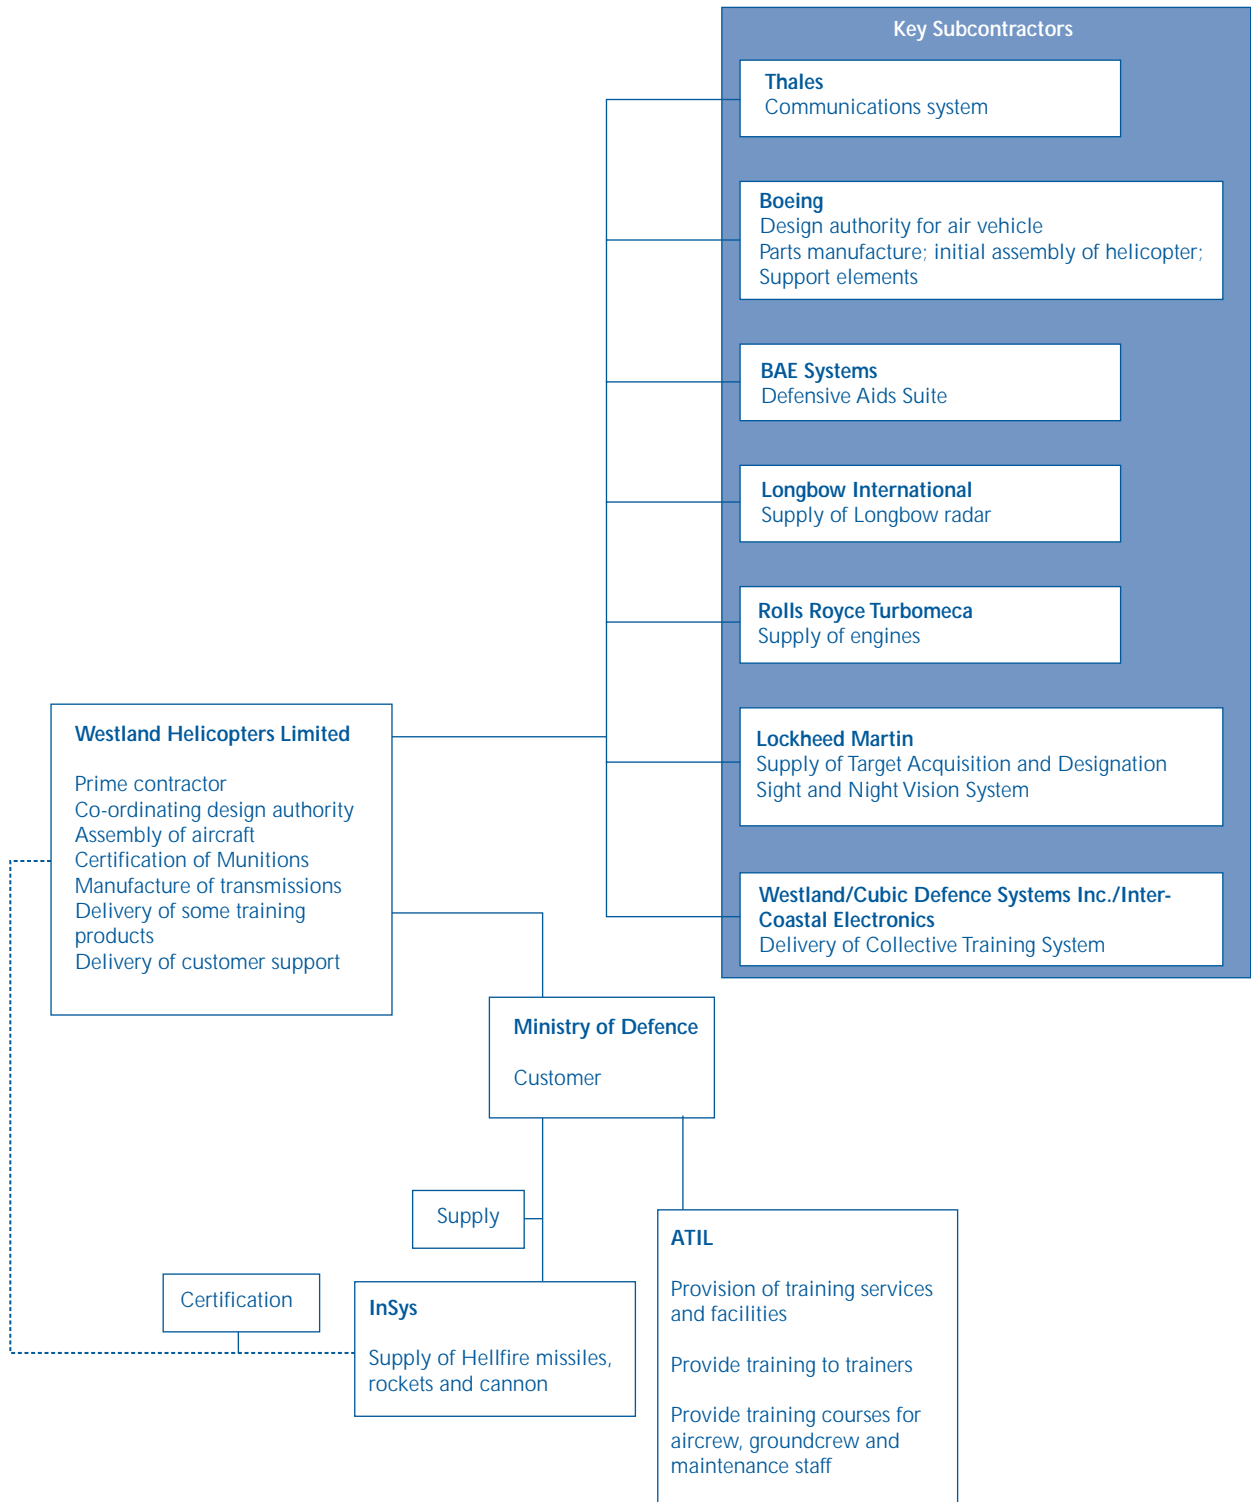 Key Subcontractors
Thales
Communications system
Boeing
Design authority for air vehicle
Parts manufacture; initial assembly of helicopter;
Support elements
BAE Systems
Defensive Aids Suite
Longbow International
Supply of Longbow radar
Rolls Royce Turbomeca
Supply of engines
Lockheed Martin
Supply of Target Acquisition and Designation
Sight and Night Vision System
Westland/Cubic Defence Systems Inc./Inter-
Coastal Electronics
Delivery of Collective Training System
Westland Helicopters Limited
Prime contractor
Co-ordinating design authority
Assembly of aircraft
Certification of Munitions
Manufacture of transmissions
Delivery of some training
products
Delivery of customer support
Ministry of Defence
Customer
Supply
Certification
InSys
Supply of Hellfire missiles,
rockets and cannon
ATIL
Provision of training services
and facilities
Provide training to trainers
Provide training courses for
aircrew, groundcrew and
maintenance staff